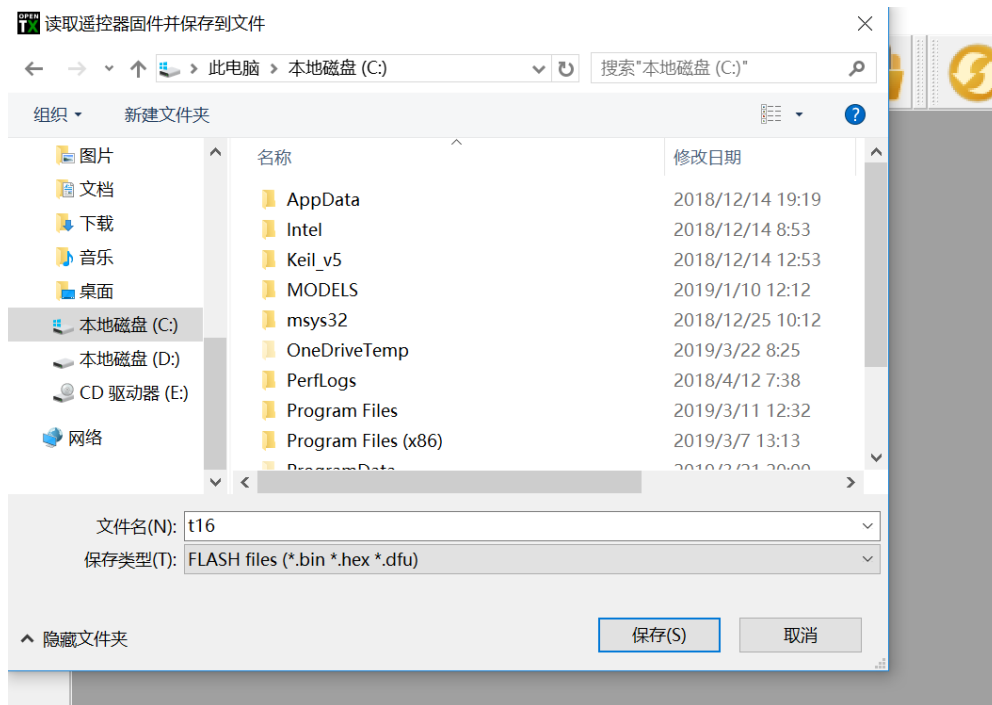 OPEN TX 读取遥控器固件并保存到文件
此电脑 > 本地磁盘 (C:)
搜索"本地磁盘 (C:)"
组织 新建文件夹
名称 修改日期
图片
文档
下载
音乐
桌面
本地磁盘 (C:)
本地磁盘 (D:)
CD 驱动器 (E:)
网络
AppData 2018/12/14 19:19
Intel 2018/12/14 8:53
Keil_v5 2018/12/14 12:53
MODELS 2019/1/10 12:12
msys32 2018/12/25 10:12
OneDriveTemp 2019/3/22 8:25
PerfLogs 2018/4/12 7:38
Program Files 2019/3/11 12:32
Program Files (x86) 2019/3/7 13:13
ProgramData 2019/3/21 20:00
文件名(N): t16
保存类型(T): FLASH files (*.bin *.hex *.dfu)
隐藏文件夹
保存(S)
取消